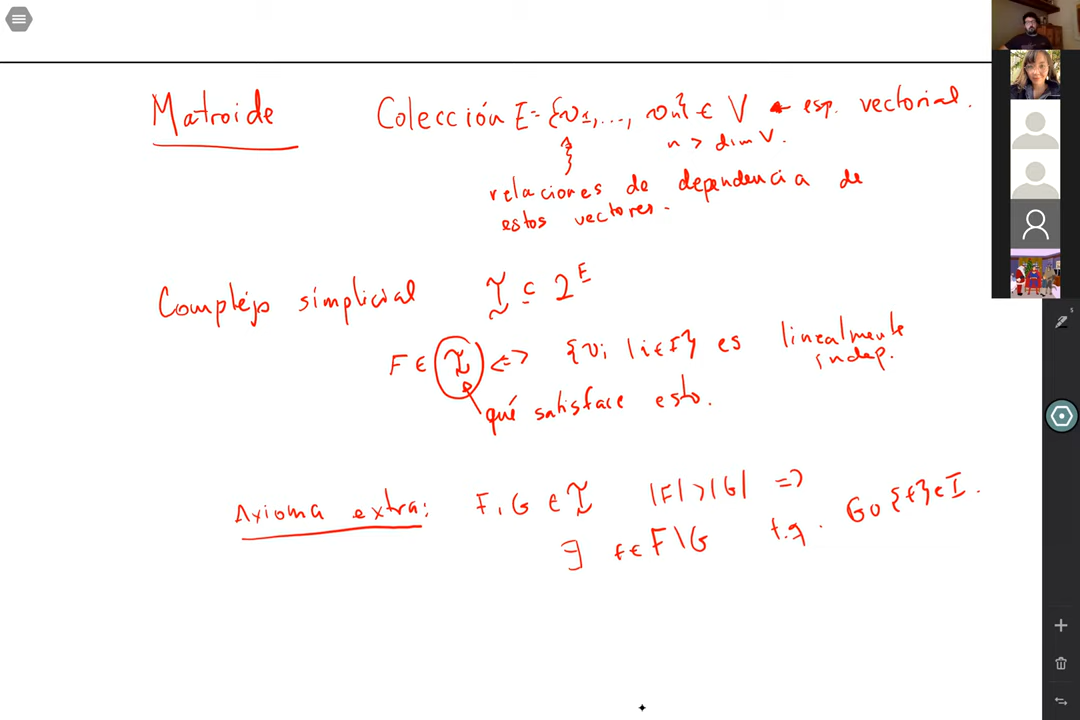 Matroide Colección E = {v1, ..., vn} ∈ V ← esp. vectorial.
n > dim V.
relaciones de dependencia de
estos vectores.
Complejo simplicial I ⊆ 2^E
F ∈ I <=> {vi | i ∈ F} es linealmente
indep.
qué satisface esto.
Axioma extra: F, G ∈ I |F| > |G| =>
∃ f ∈ F \ G t.q. G ∪ {f} ∈ I.